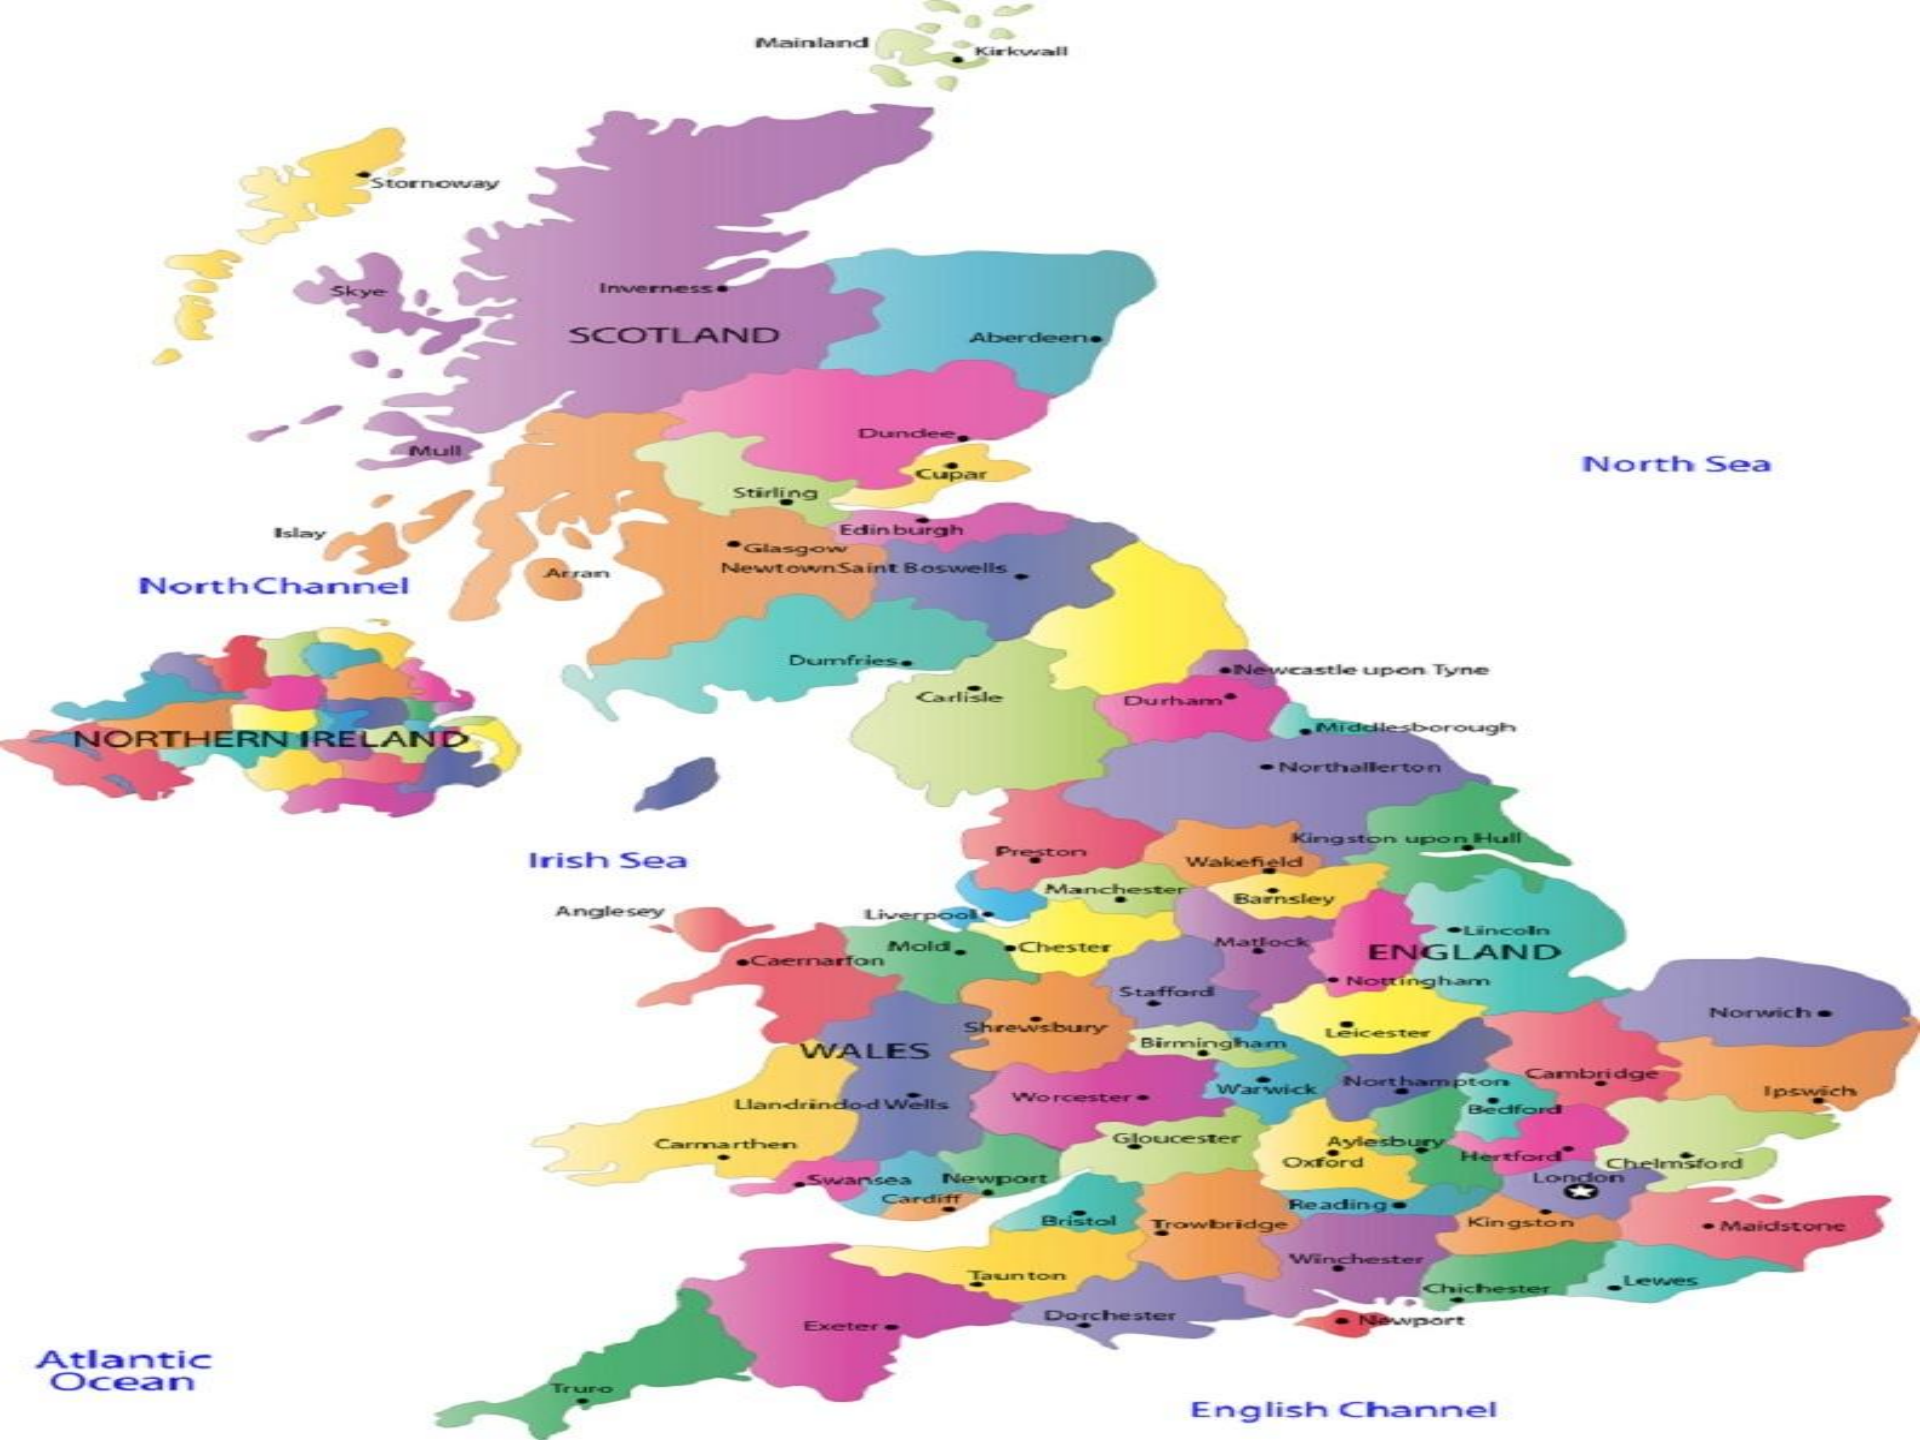 Mainland
Kirkwall
Stornoway
Skye
Inverness
SCOTLAND
Aberdeen
Dundee
Mull
Cupar
Stirling
Edinburgh
Islay
Glasgow
Arran
Newtown Saint Boswells
North Sea
North Channel
Dumfries
Newcastle upon Tyne
Carlisle
Durham
Middlesborough
NORTHERN IRELAND
Northallerton
Kingston upon Hull
Irish Sea
Preston
Wakefield
Manchester
Barnsley
Anglesey
Liverpool
Lincoln
Mold
Chester
Matlock
ENGLAND
Caernarfon
Nottingham
Stafford
Norwich
Shrewsbury
Leicester
Birmingham
WALES
Cambridge
Warwick
Northampton
Ipswich
Llandrindod Wells
Worcester
Bedford
Carmarthen
Gloucester
Aylesbury
Oxford
Hertford
Chelmsford
Swansea
Newport
London
Cardiff
Reading
Bristol
Trowbridge
Kingston
Maidstone
Winchester
Taunton
Chichester
Lewes
Exeter
Dorchester
Newport
Atlantic
Ocean
Truro
English Channel